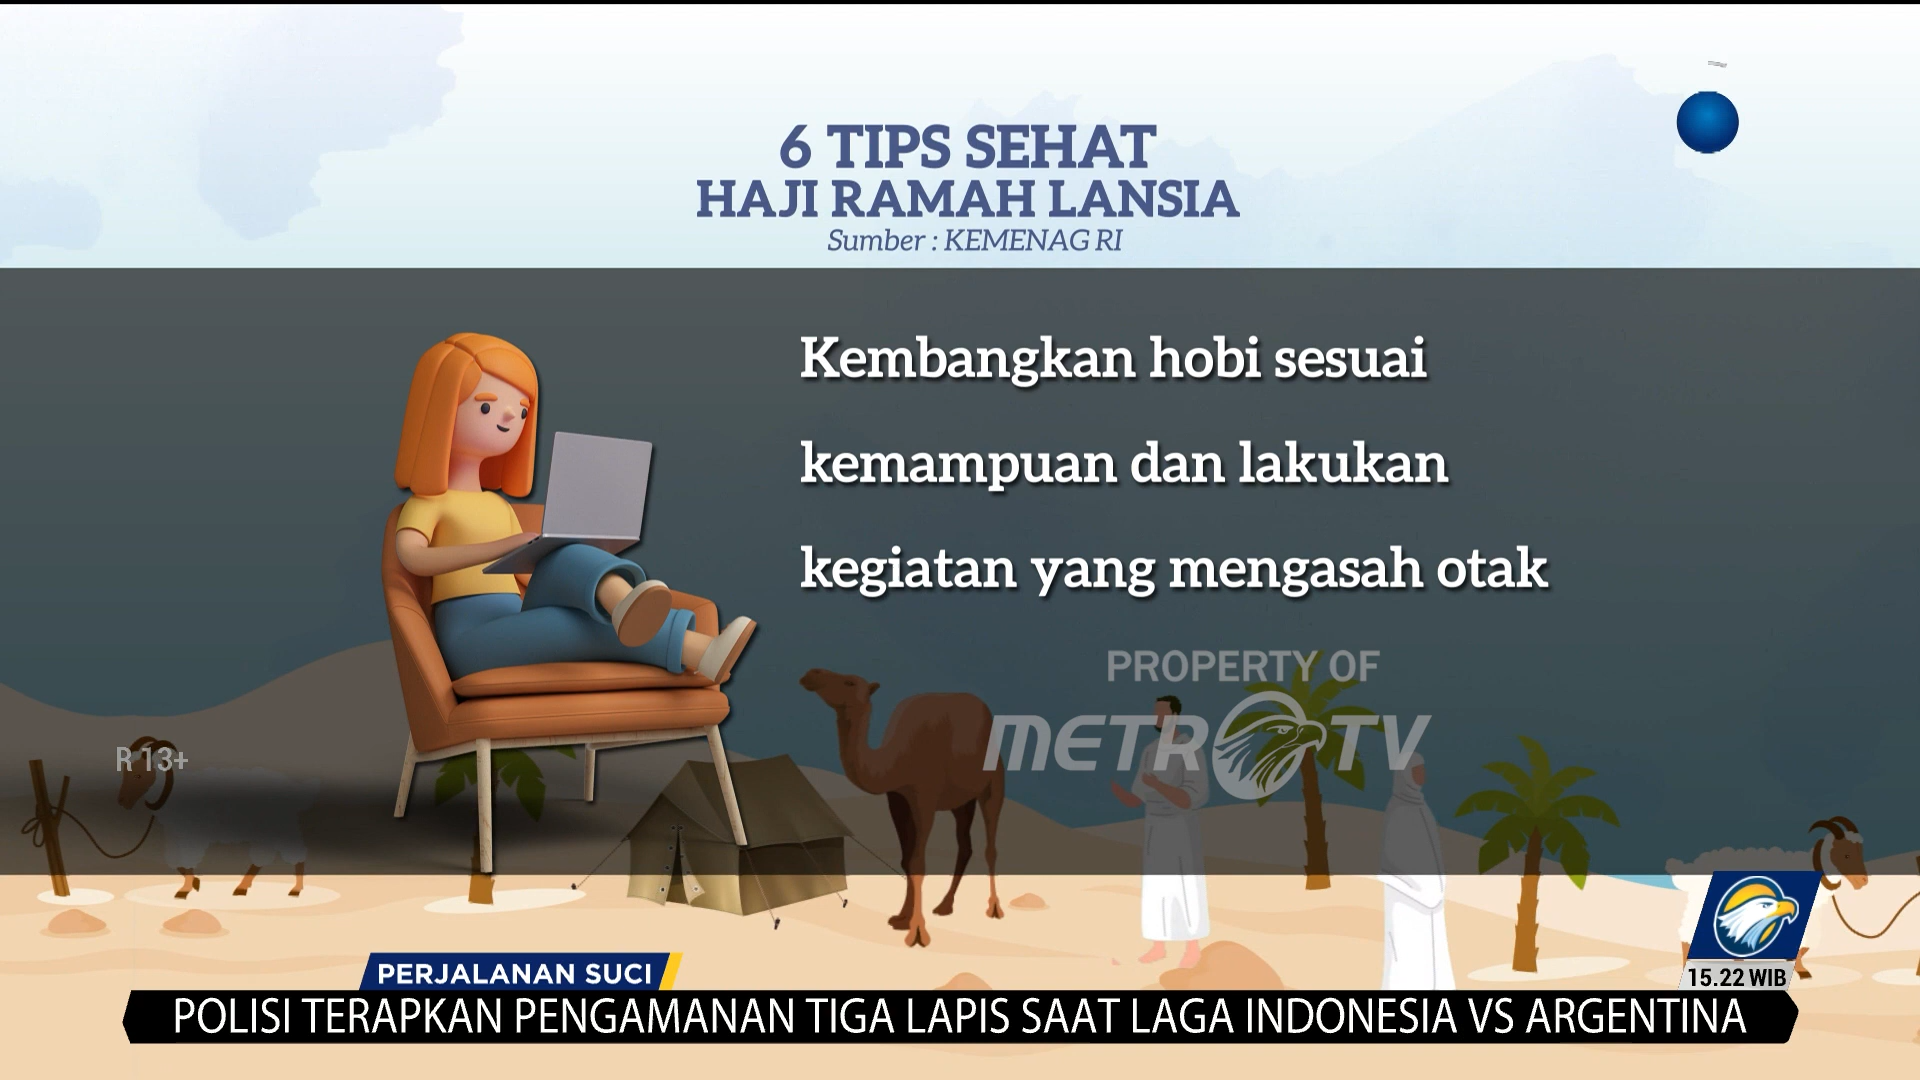 6 TIPS SEHAT
HAJI RAMAH LANSIA
Sumber : KEMENAG RI
Kembangkan hobi sesuai
kemampuan dan lakukan
kegiatan yang mengasah otak
PROPERTY OF
METRO TV
R 13+
PERJALANAN SUCI
15.22 WIB
POLISI TERAPKAN PENGAMANAN TIGA LAPIS SAAT LAGA INDONESIA VS ARGENTINA